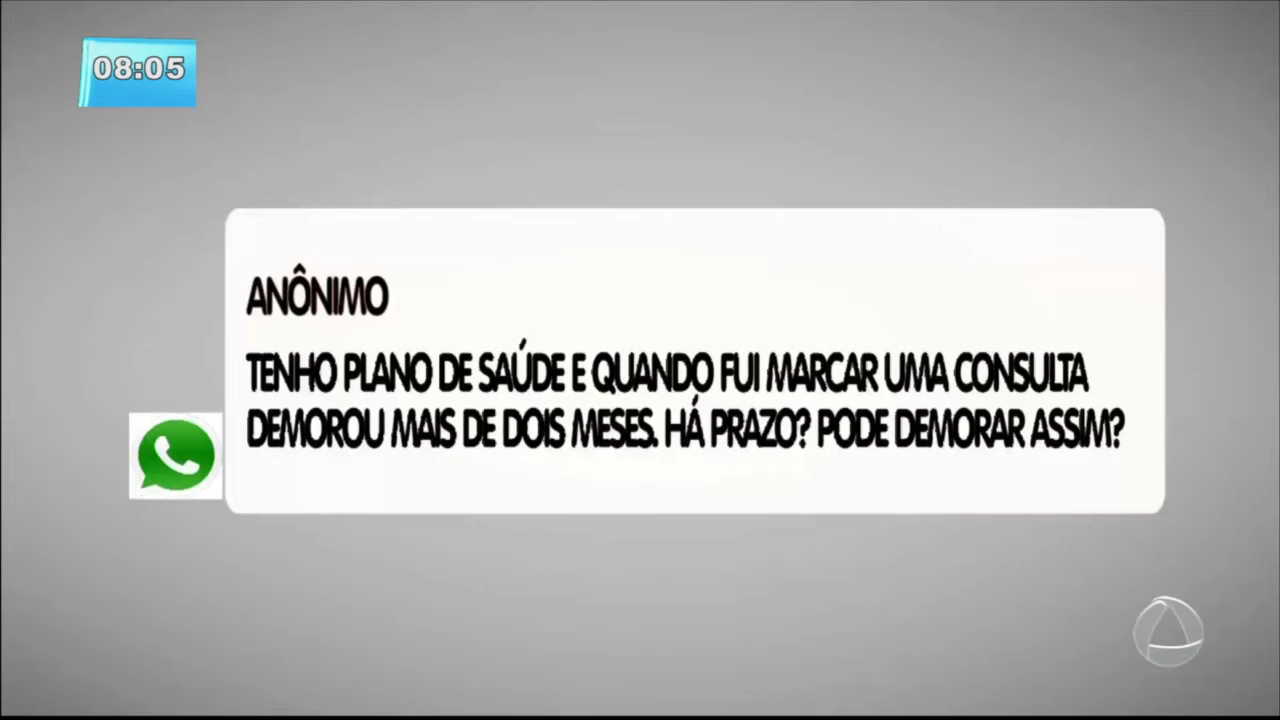 08:05
ANÔNIMO
TENHO PLANO DE SAÚDE E QUANDO FUI MARCAR UMA CONSULTA
DEMOROU MAIS DE DOIS MESES. HÁ PRAZO? PODE DEMORAR ASSIM?